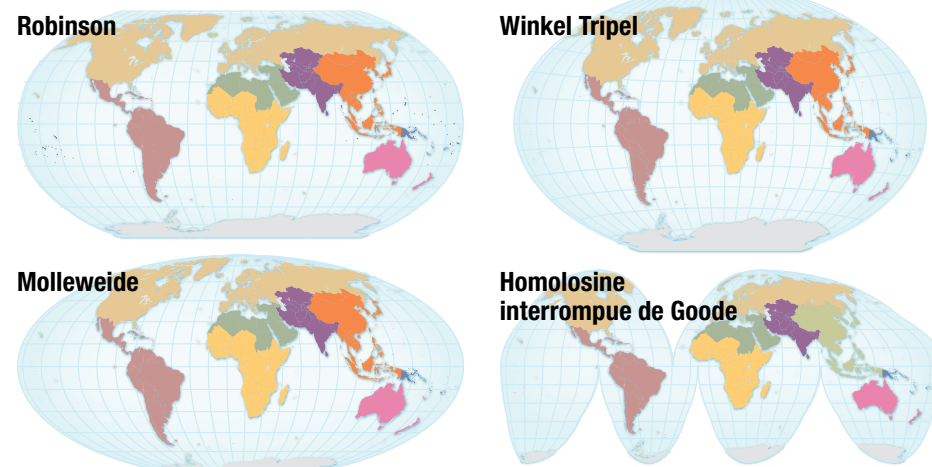 Robinson
Winkel Tripel
Molleweide
Homolosine
interrompue de Goode